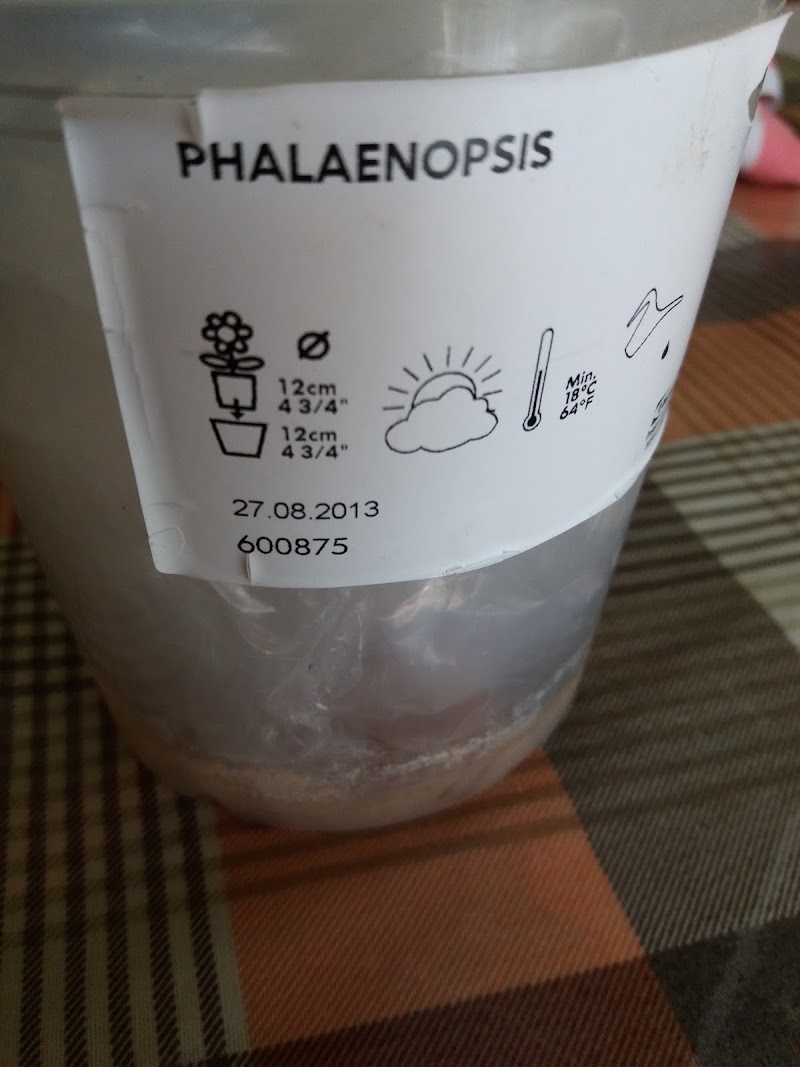 PHALAENOPSIS
Ø
12cm
4 3/4"
12cm
4 3/4"
Min.
18°C
64°F
27.08.2013
600875